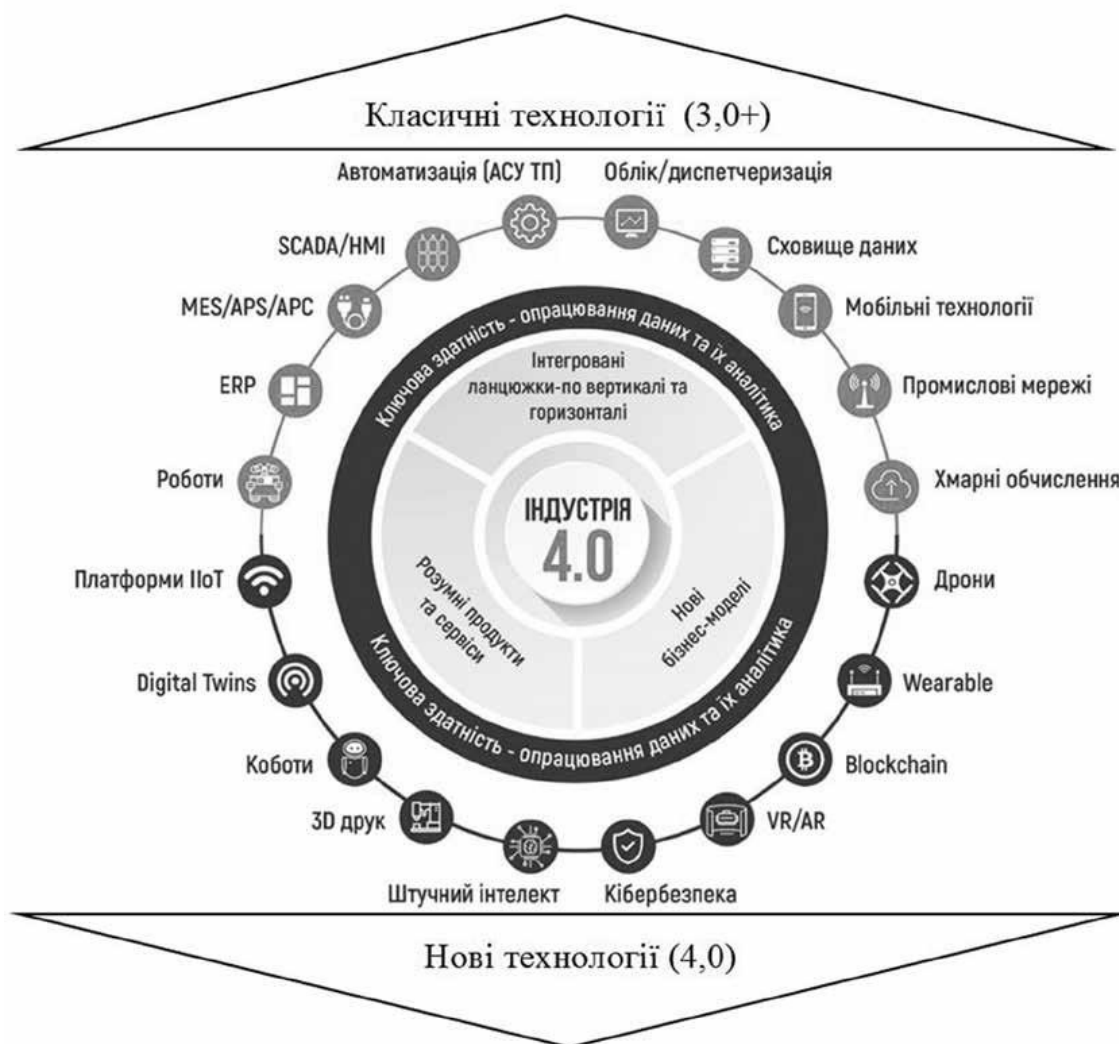 Класичні технології (3,0+)
Автоматизація (АСУ ТП)
Облік/диспетчеризація
SCADA/HMI
Сховище даних
MES/APS/APC
Мобільні технології
ERP
Промислові мережі
Роботи
Хмарні обчислення
Ключова здатність - опрацювання даних та їх аналітика
Інтегровані
ланцюжки-по вертикалі та
горизонталі
ІНДУСТРІЯ
4.0
Розумні продукти
та сервіси
Нові
бізнес-моделі
Ключова здатність - опрацювання даних та їх аналітика
Платформи IIoT
Дрони
Digital Twins
Wearable
Коботи
Blockchain
3D друк
VR/AR
Штучний інтелект
Кібербезпека
Нові технології (4,0)